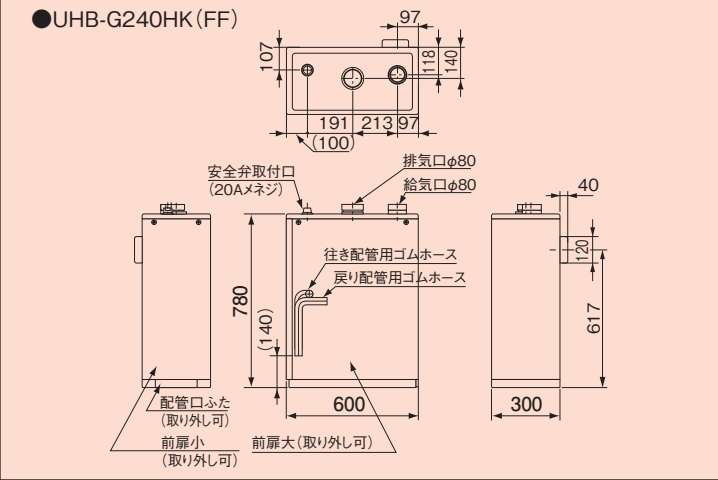 ●UHB-G240HK(FF)
97
107
118
140
191
213
97
(100)
安全弁取付口
(20Aメネジ)
排気口φ80
給気口φ80
40
120
往き配管用ゴムホース
戻り配管用ゴムホース
780
(140)
617
600
300
配管口ふた
(取り外し可)
前扉小
(取り外し可)
前扉大(取り外し可)